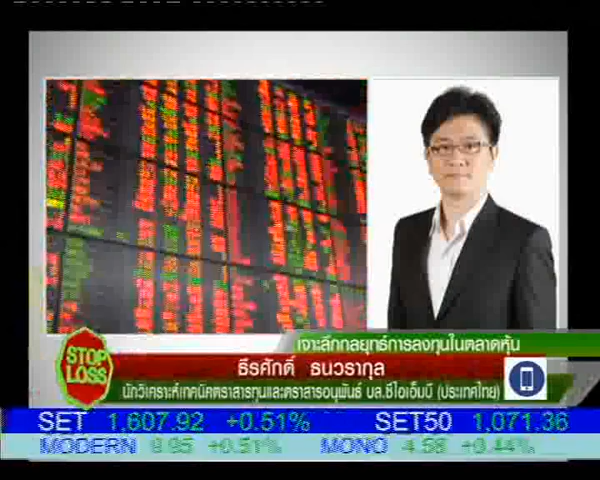 เจาะลึกกลยุทธ์การลงทุนในตลาดหุ้น
STOP
LOSS
ธีรศักดิ์ ธนวรากุล
นักวิเคราะห์เทคนิคตราสารทุนและตราสารอนุพันธ์ บล.ซีไอเอ็มบี (ประเทศไทย)
SET 1,607.92 +0.51% SET50 1,071.36
MODERN +0.51% MONO 4.58 +0.44%